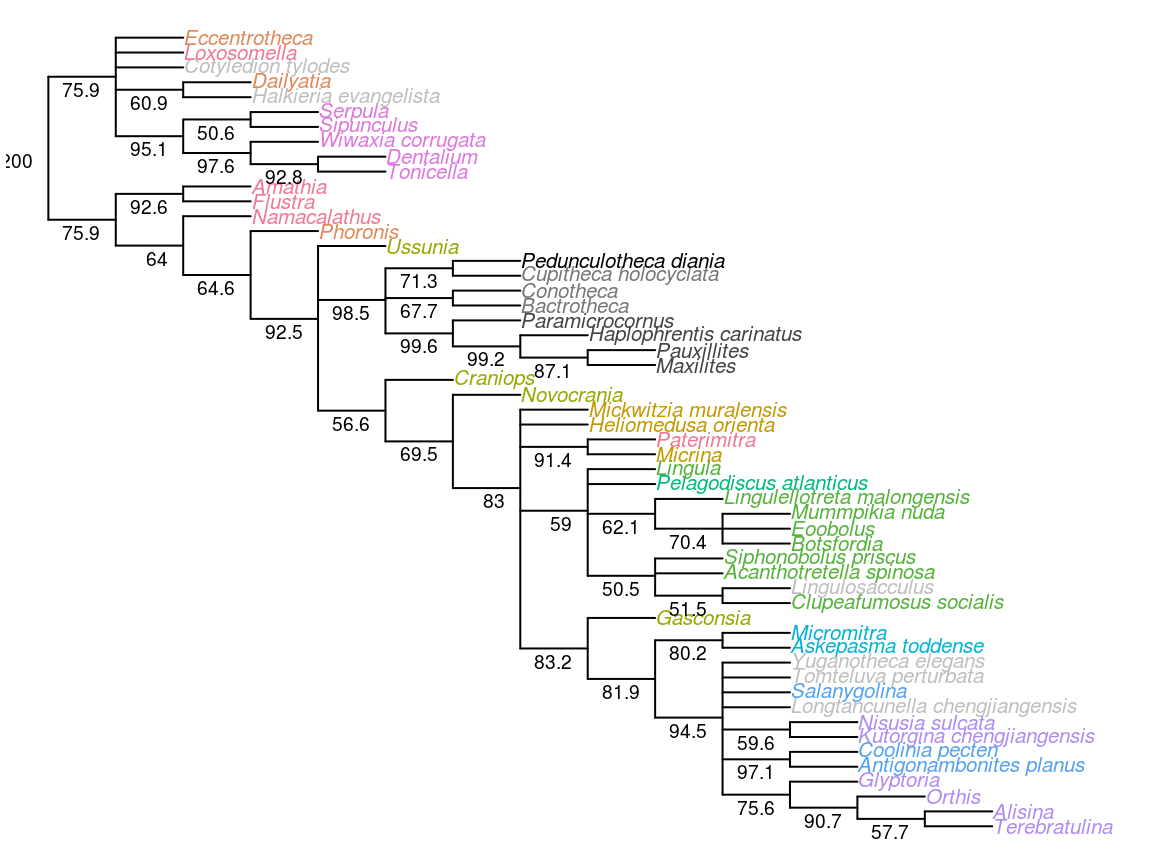 Eccentrotheca
Loxosomella
Cotyledion tylodes
75.9
Dailyatia
60.9
Halkieria evangelista
Serpula
50.6
Sipunculus
95.1
Wiwaxia corrugata
200
97.6
Dentalium
92.8
Tonicella
Amathia
92.6
Flustra
Namacalathus
75.9
Phoronis
64
Ussunia
64.6
Pedunculotheca diania
71.3
Cupitheca holocyclata
Conotheca
98.5
67.7
Bactrotheca
92.5
Paramicrocornus
99.6
Haplophrentis carinatus
99.2
Pauxillites
87.1
Maxilites
Craniops
56.6
Novocrania
69.5
Mickwitzia muralensis
Heliomedusa orienta
Paterimitra
91.4
Micrina
Lingula
83
Pelagodiscus atlanticus
59
Lingulellotreta malongensis
62.1
Mummpikia nuda
Eoobolus
70.4
Botsfordia
Siphonobolus priscus
50.5
Acanthotretella spinosa
Lingulosacculus
51.5
Clupeafumosus socialis
Gasconsia
83.2
Micromitra
80.2
Askepasma toddense
81.9
Yuganotheca elegans
Tomteluva perturbata
Salanygolina
Longtancunella chengjiangensis
94.5
Nisusia sulcata
59.6
Kutorgina chengjiangensis
Coolinia pecten
97.1
Antigonambonites planus
75.6
Glyptoria
90.7
Orthis
57.7
Alisina
Terebratulina